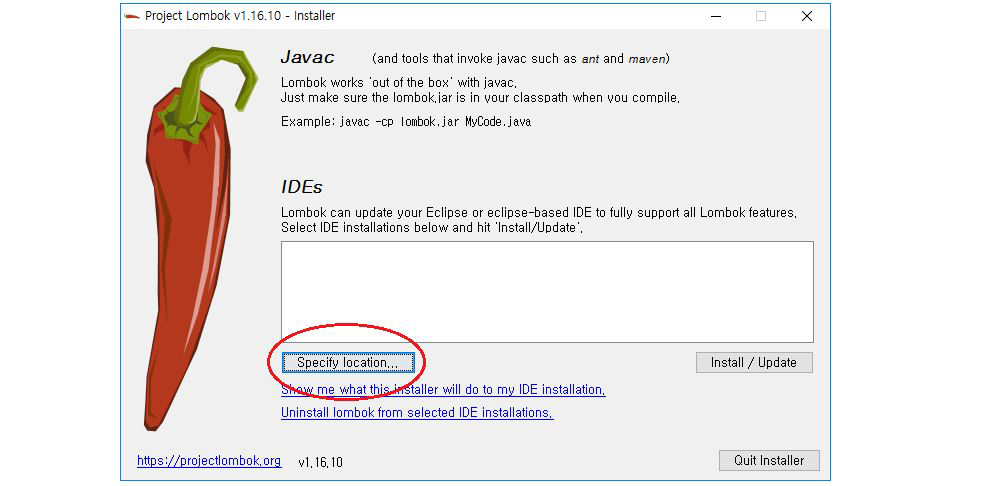 Project Lombok v1.16.10 - Installer
Javac (and tools that invoke javac such as ant and maven)
Lombok works 'out of the box' with javac.
Just make sure the lombok.jar is in your classpath when you compile.
Example: javac -cp lombok.jar MyCode.java
IDEs
Lombok can update your Eclipse or eclipse-based IDE to fully support all Lombok features.
Select IDE installations below and hit 'Install/Update'.
Specify location... Install / Update
Show me what this installer will do to my IDE installation.
Uninstall lombok from selected IDE installations.
https://projectlombok.org v1.16.10 Quit Installer